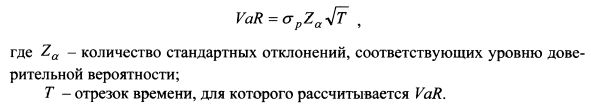 VaR = σ_p Z_α √T ,
где Z_α – количество стандартных отклонений, соответствующих уровню дове-
рительной вероятности;
T – отрезок времени, для которого рассчитывается VaR.